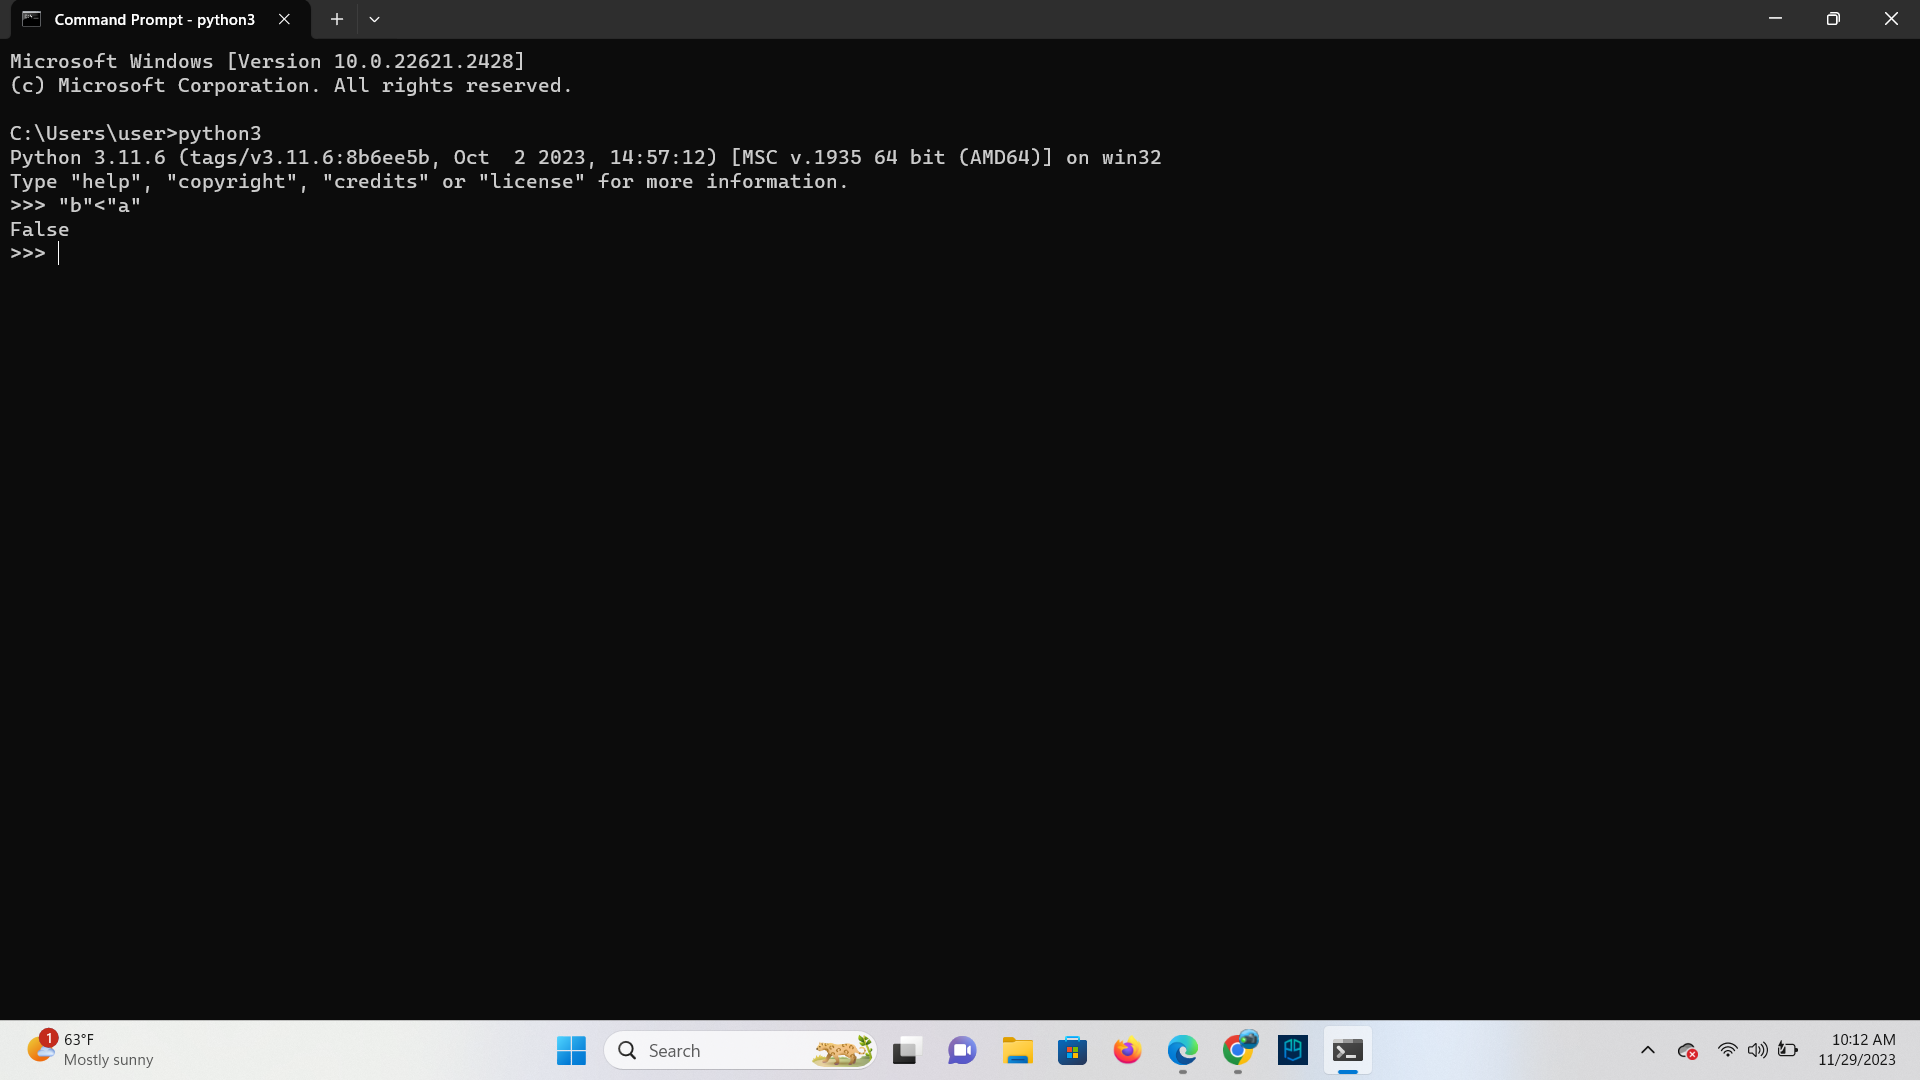 Command Prompt - python3
Microsoft Windows [Version 10.0.22621.2428]
(c) Microsoft Corporation. All rights reserved.
C:\Users\user>python3
Python 3.11.6 (tags/v3.11.6:8b6ee5b, Oct  2 2023, 14:57:12) [MSC v.1935 64 bit (AMD64)] on win32
Type "help", "copyright", "credits" or "license" for more information.
>>> "b"<"a"
False
>>>
1
63°F
Mostly sunny
Search
10:12 AM
11/29/2023